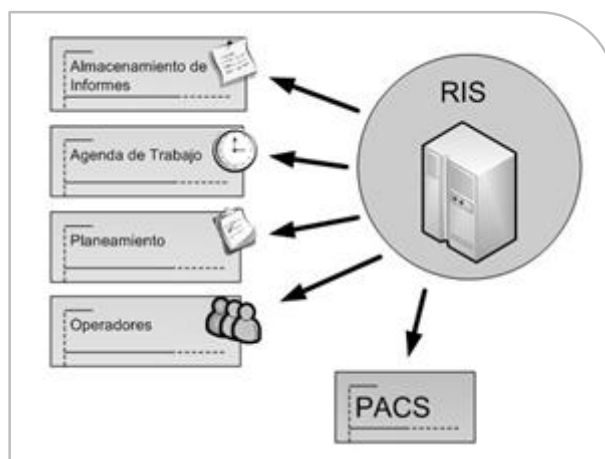 Almacenamiento de
Informes
Agenda de Trabajo
Planeamiento
Operadores
RIS
PACS